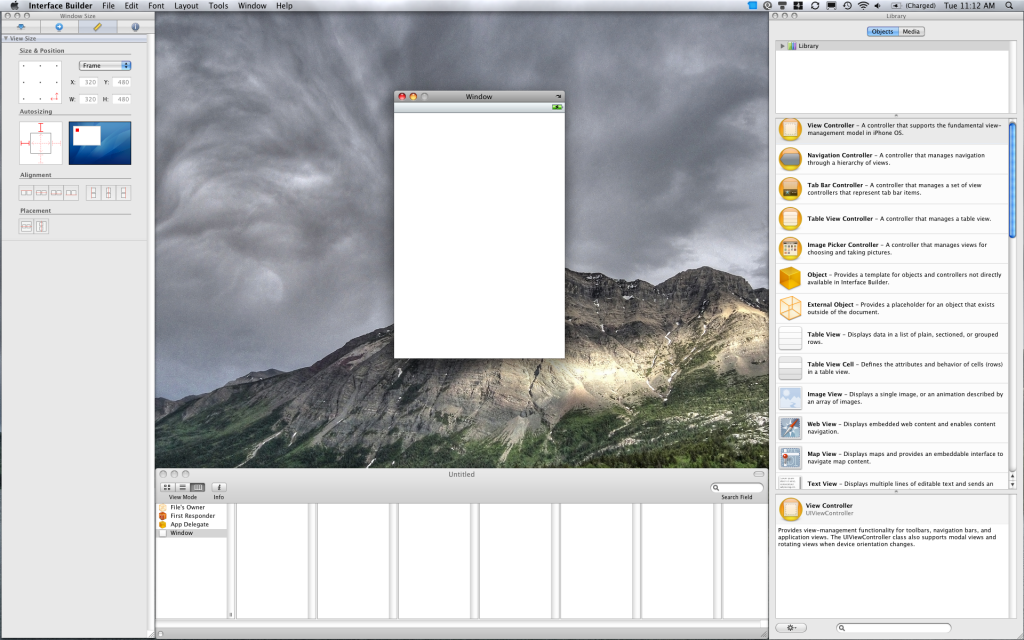 Interface Builder File Edit Font Layout Tools Window Help
(Charged) Tue 11:12 AM
Window Size
View Size
Size & Position
Frame
X: 320 Y: 480
W: 320 H: 480
Autosizing
Alignment
Placement
Window
Untitled
View Mode Info Search Field
File's Owner
First Responder
App Delegate
Window
Library
Objects Media
Library
View Controller – A controller that supports the fundamental view-
management model in iPhone OS.
Navigation Controller – A controller that manages navigation
through a hierarchy of views.
Tab Bar Controller – A controller that manages a set of view
controllers that represent tab bar items.
Table View Controller – A controller that manages a table view.
Image Picker Controller – A controller that manages views for
choosing and taking pictures.
Object – Provides a template for objects and controllers not directly
available in Interface Builder.
External Object – Provides a placeholder for an object that exists
outside of the document.
Table View – Displays data in a list of plain, sectioned, or grouped
rows.
Table View Cell – Defines the attributes and behavior of cells (rows)
in a table view.
Image View – Displays a single image, or an animation described by
an array of images.
Web View – Displays embedded web content and enables content
navigation.
Map View – Displays maps and provides an embeddable interface to
navigate map content.
Text View – Displays multiple lines of editable text and sends an
View Controller
UIViewController
Provides view-management functionality for toolbars, navigation bars, and
application views. The UIViewController class also supports modal views and
rotating views when device orientation changes.